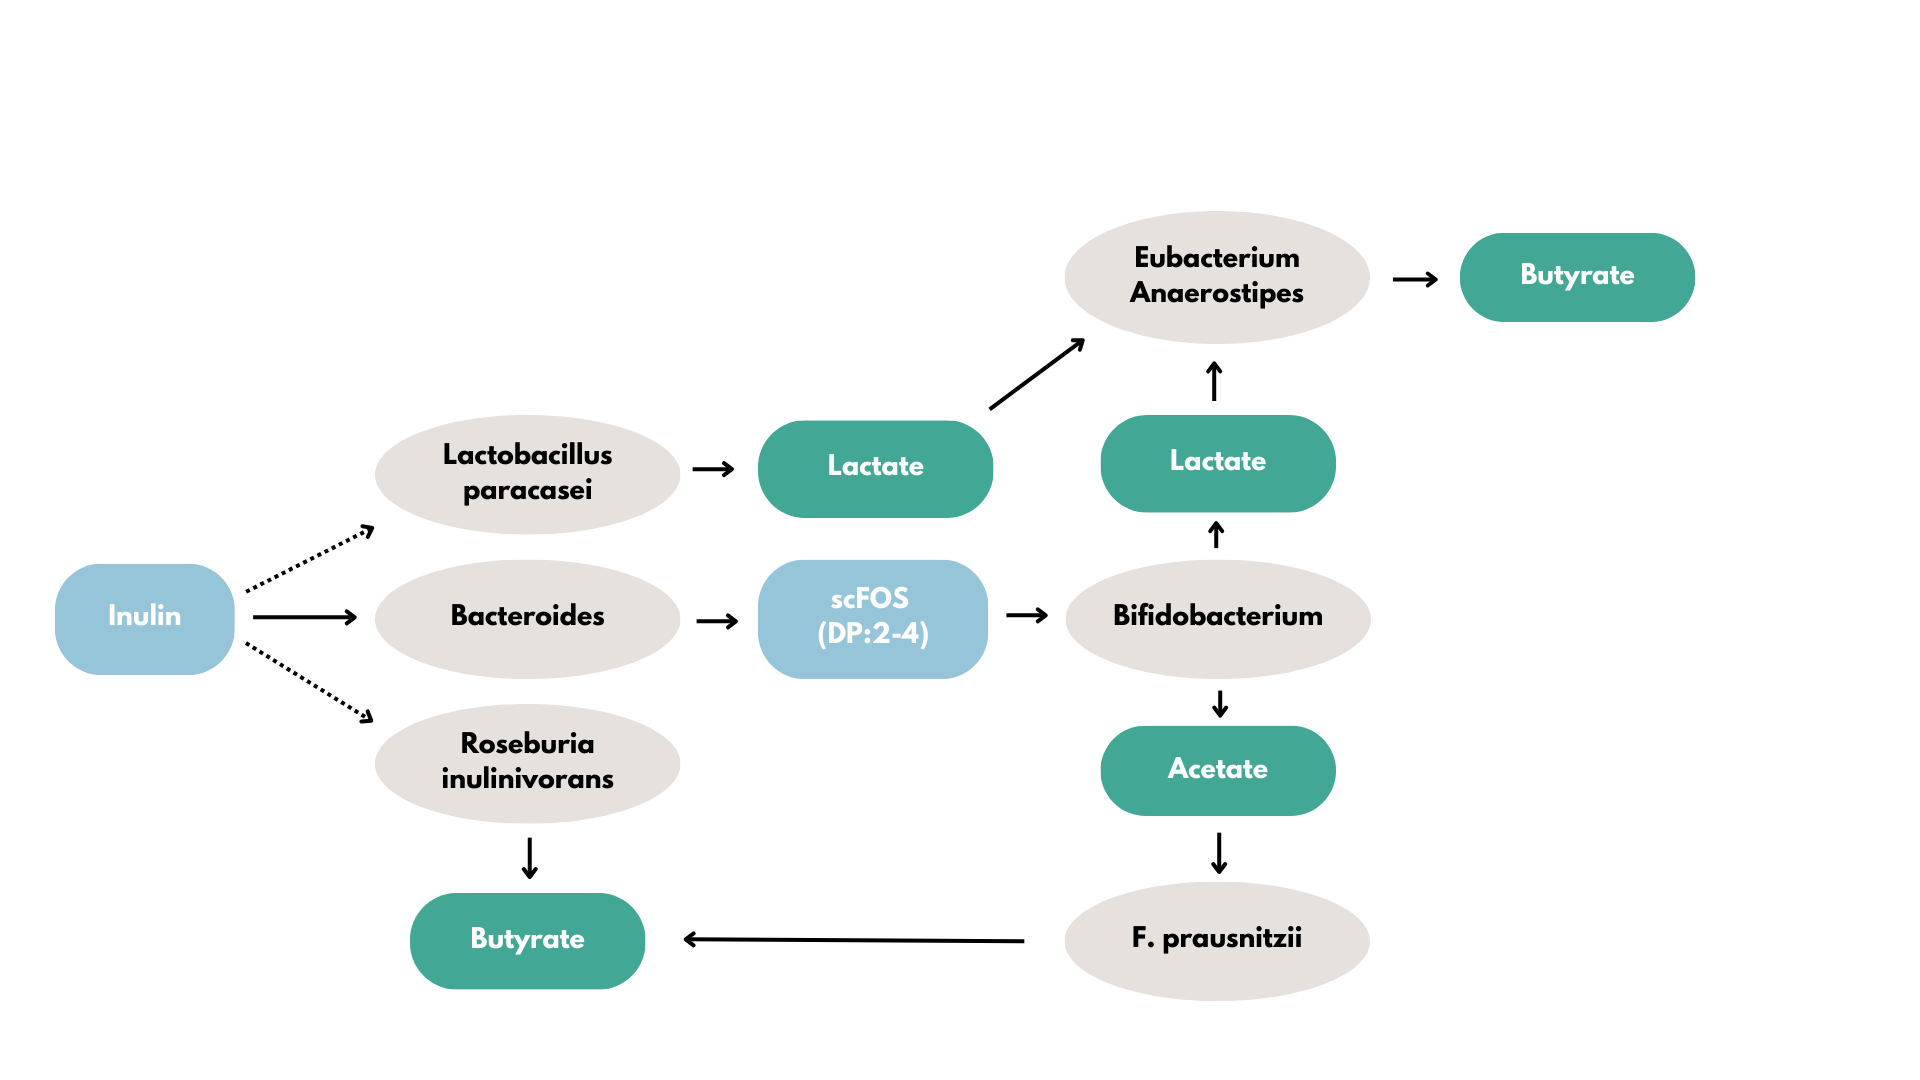 Eubacterium
Anaerostipes
Butyrate
Lactobacillus
paracasei
Lactate
Lactate
Inulin
Bacteroides
scFOS
(DP:2-4)
Bifidobacterium
Roseburia
inulinivorans
Acetate
Butyrate
F. prausnitzii